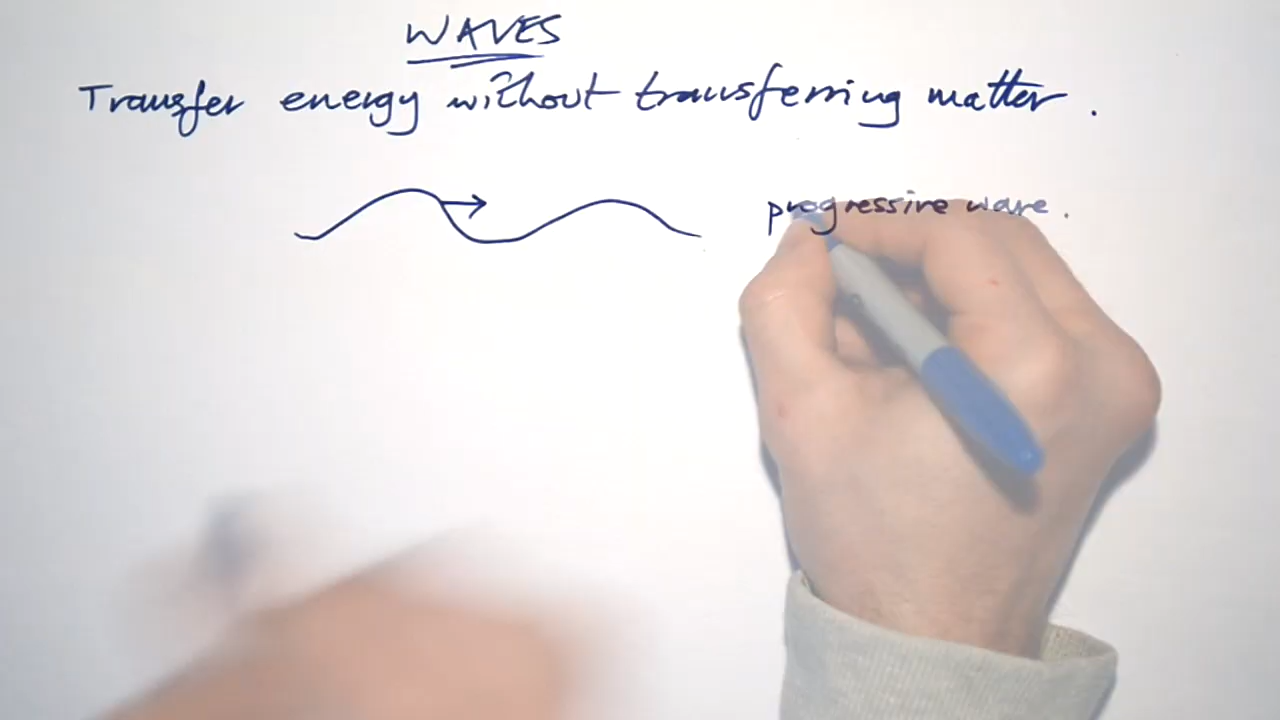 WAVES
Transfer energy without transferring matter .
progressive wave .